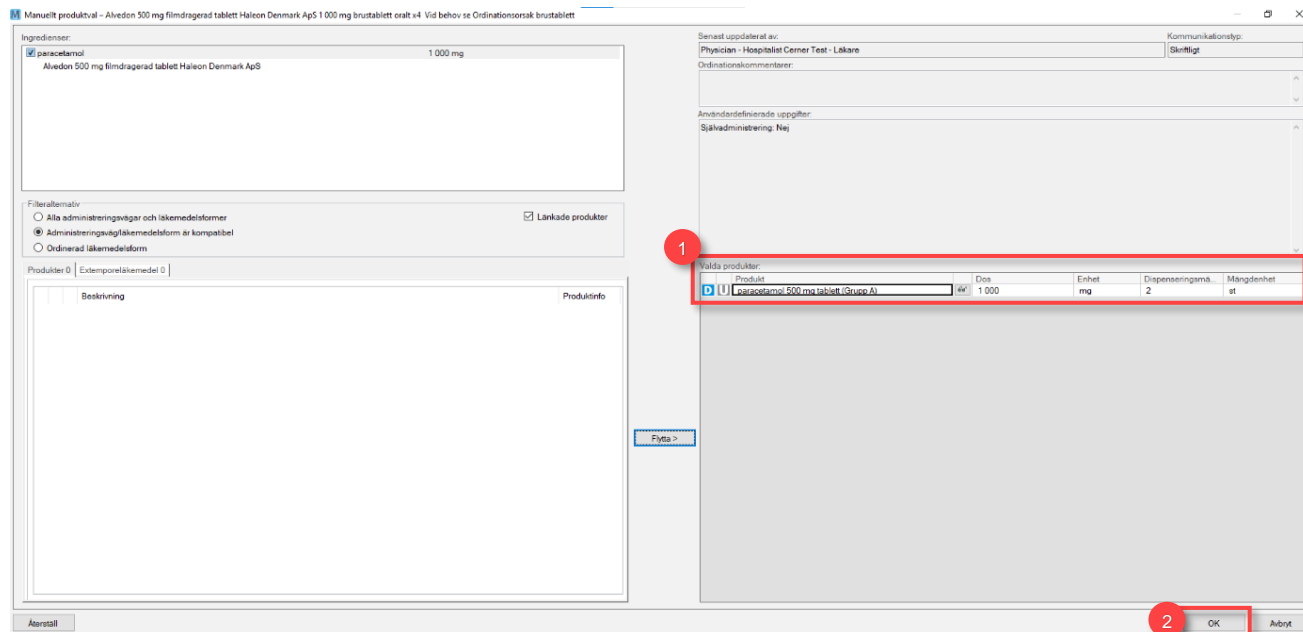 Manuellt produktval – Alvedon 500 mg filmdragerad tablett Haleon Denmark ApS 1 000 mg brustablett oralt x4 Vid behov se Ordinationsorsak brustablett
Ingredienser:
paracetamol 1 000 mg
Alvedon 500 mg filmdragerad tablett Haleon Denmark ApS
Filteralternativ
Alla administreringsvägar och läkemedelsformer
Länkade produkter
Administreringsväg/läkemedelsform är kompatibel
Ordinerad läkemedelsform
Produkter 0 Extemporeläkemedel 0
Beskrivning Produktinfo
Flytta >
Senast uppdaterat av: Kommunikationstyp:
Physician - Hospitalist Cerner Test - Läkare Skriftligt
Ordinationskommentarer:
Användardefinierade uppgifter:
Självadministrering: Nej
1
Valda produkter:
Produkt Dos Enhet Dispenseringsmä... Mängdenhet
D U paracetamol 500 mg tablett (Grupp A) 1 000 mg 2 st
Återställ
2
OK Avbryt